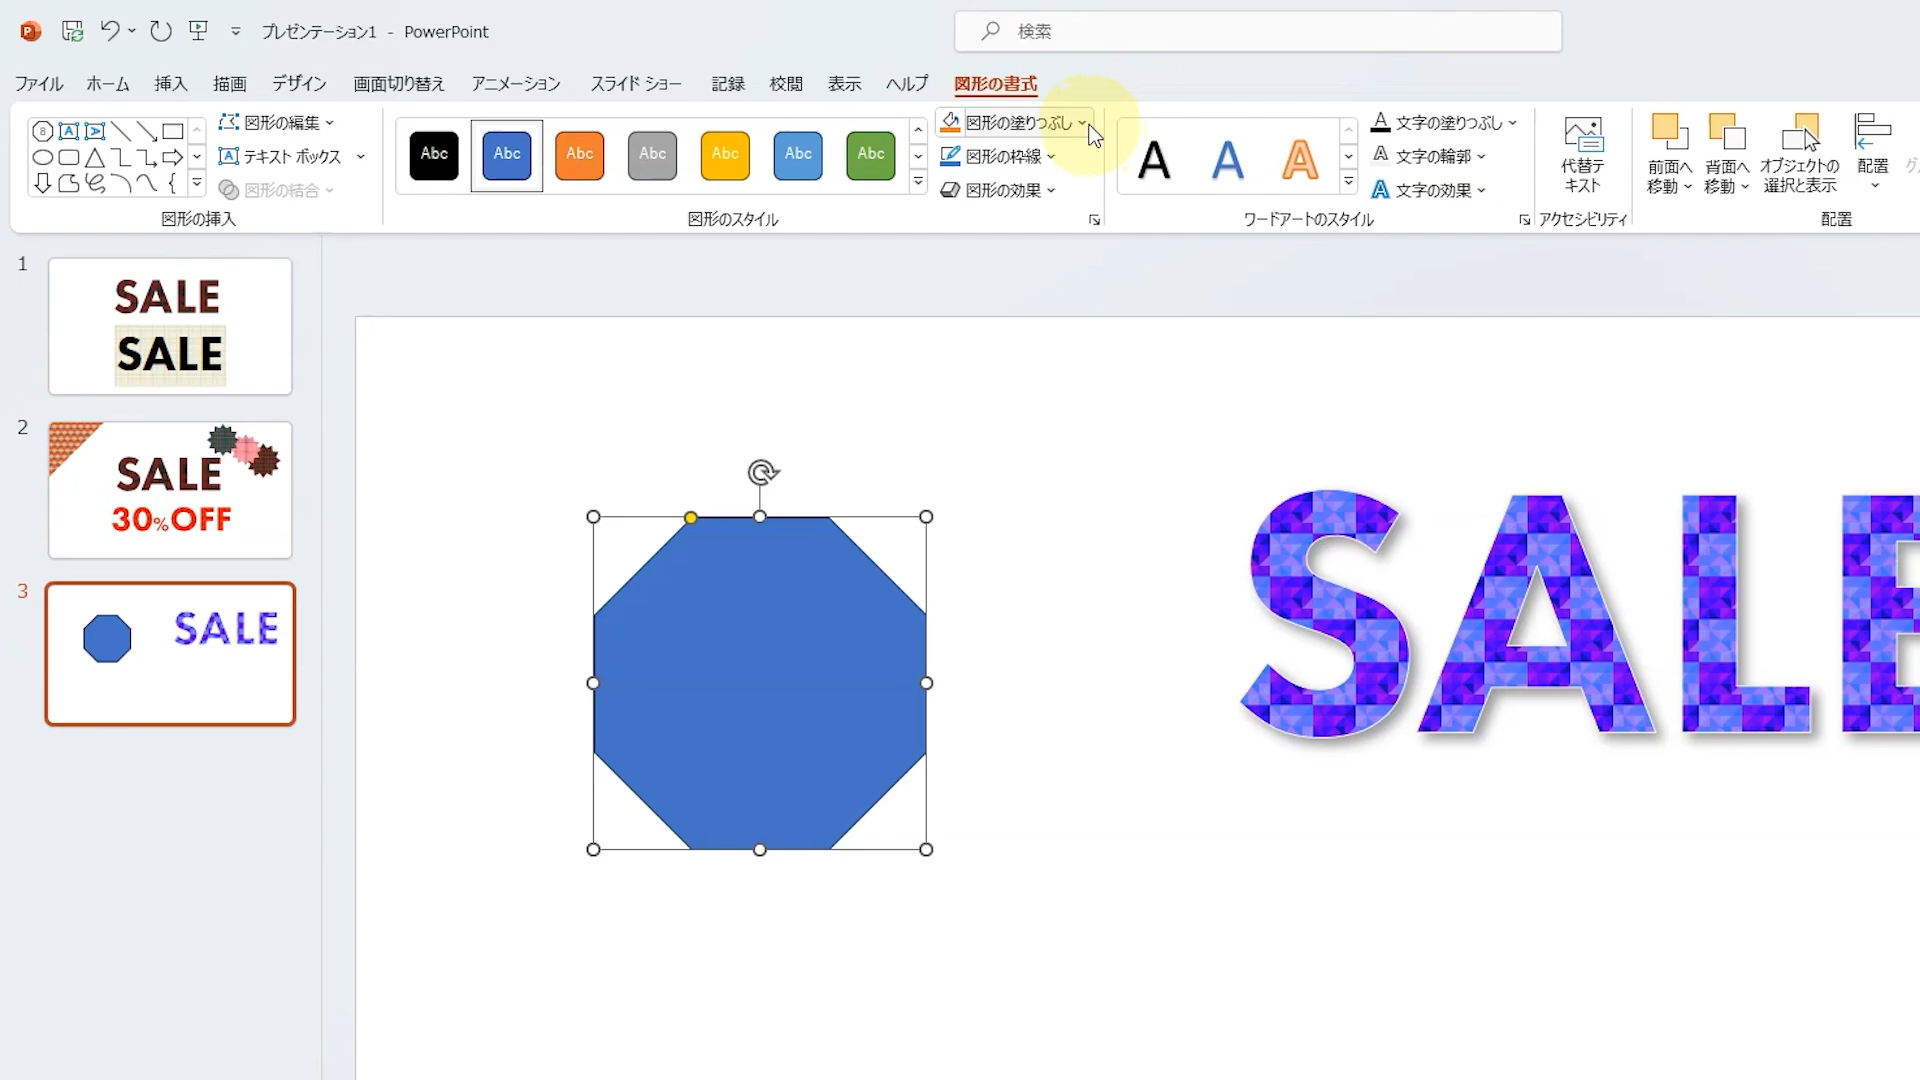 プレゼンテーション1 - PowerPoint
検索
ファイル ホーム 挿入 描画 デザイン 画面切り替え アニメーション スライド ショー 記録 校閲 表示 ヘルプ 図形の書式
図形の編集
テキスト ボックス
図形の結合
図形の挿入
Abc Abc Abc Abc Abc Abc Abc
図形のスタイル
図形の塗りつぶし
図形の枠線
図形の効果
A A A
ワードアートのスタイル
文字の塗りつぶし
文字の輪郭
文字の効果
代替テ
キスト
アクセシビリティ
前面へ
移動
背面へ
移動
オブジェクトの
選択と表示
配置
配置
1
SALE
SALE
2
SALE
30%OFF
3
SALE
SALE